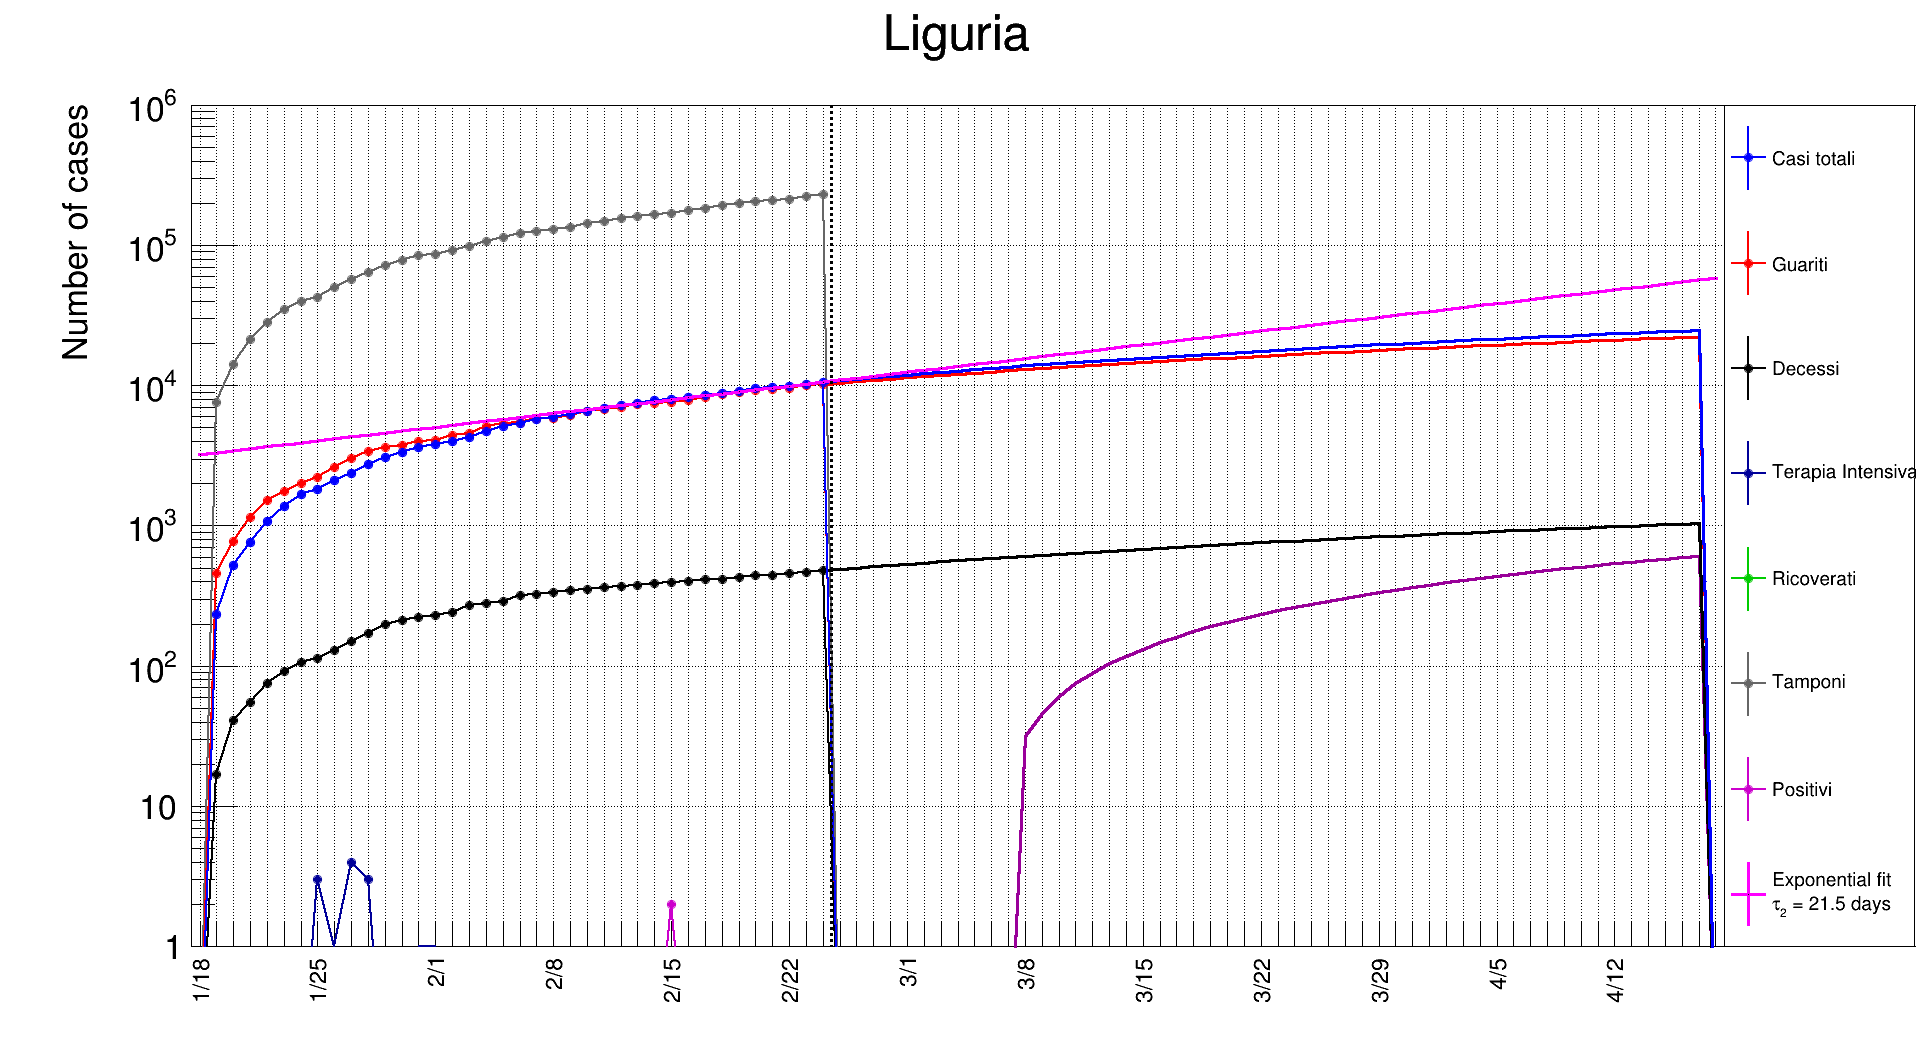 Liguria
Number of cases
10^6
10^5
10^4
10^3
10^2
10
1
1/18
1/25
2/1
2/8
2/15
2/22
3/1
3/8
3/15
3/22
3/29
4/5
4/12
Casi totali
Guariti
Decessi
Terapia Intensiva
Ricoverati
Tamponi
Positivi
Exponential fit
τ₂ = 21.5 days